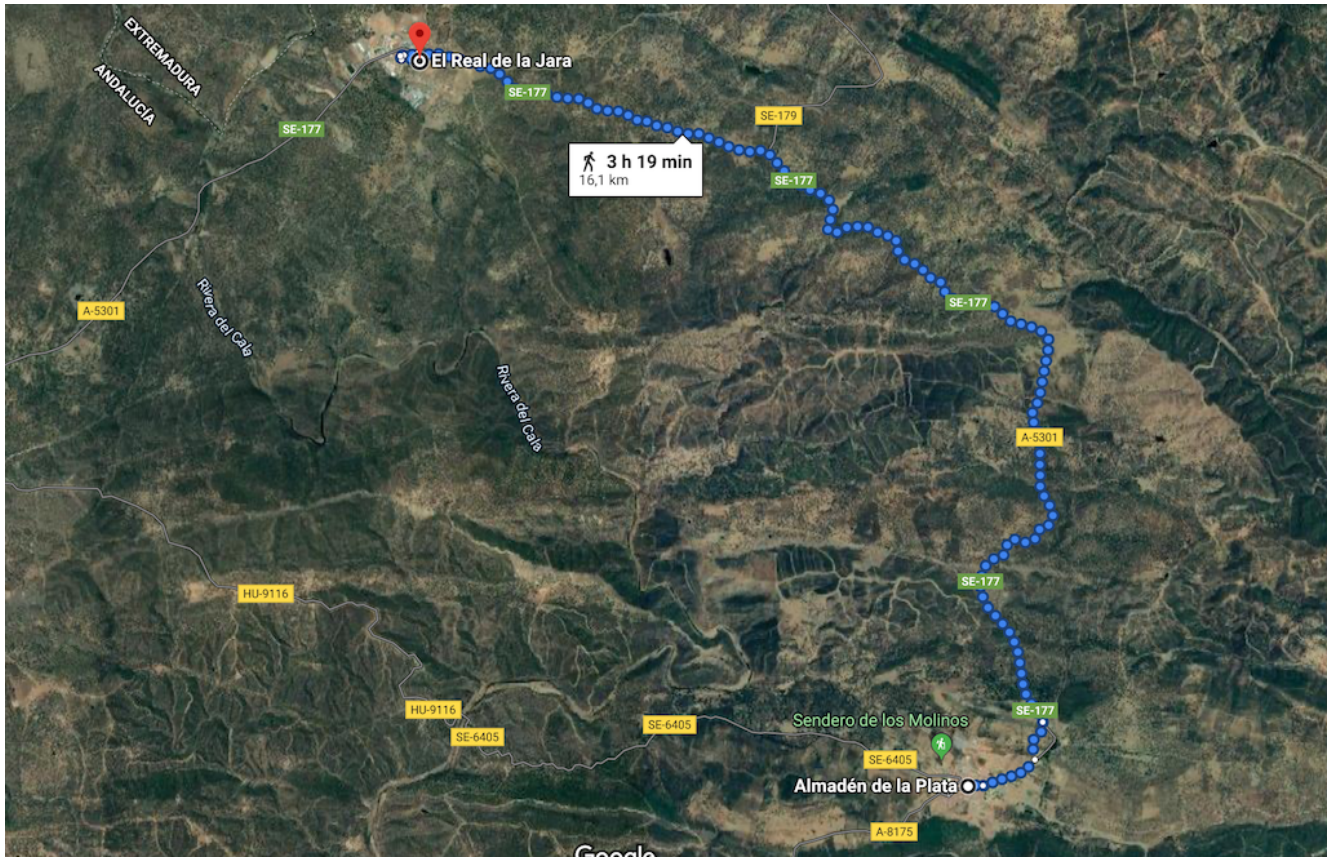 EXTREMADURA
ANDALUCÍA
El Real de la Jara
SE-177
SE-179
SE-177
3 h 19 min
16,1 km
SE-177
Rivera del Cala
A-5301
SE-177
Rivera del Cala
A-5301
SE-177
HU-9116
HU-9116
SE-6405
SE-6405
SE-177
Sendero de los Molinos
SE-6405
Almadén de la Plata
A-8175
Google